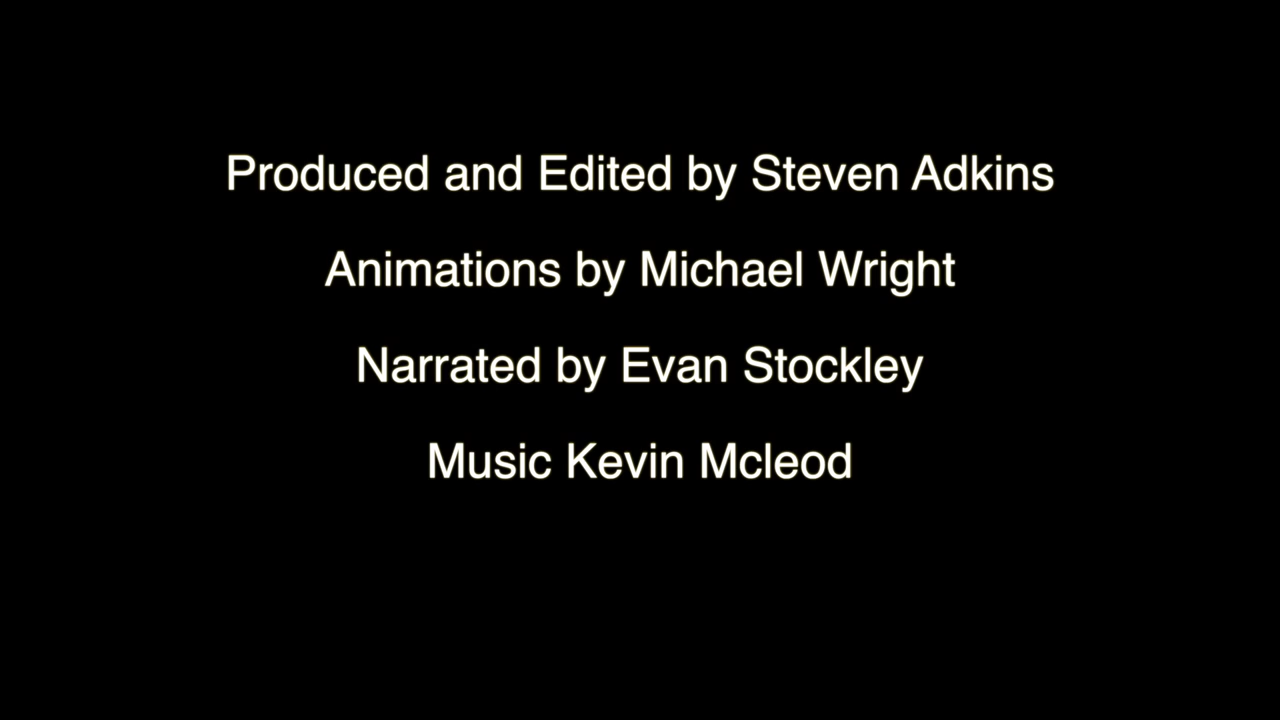 Produced and Edited by Steven Adkins
Animations by Michael Wright
Narrated by Evan Stockley
Music Kevin Mcleod